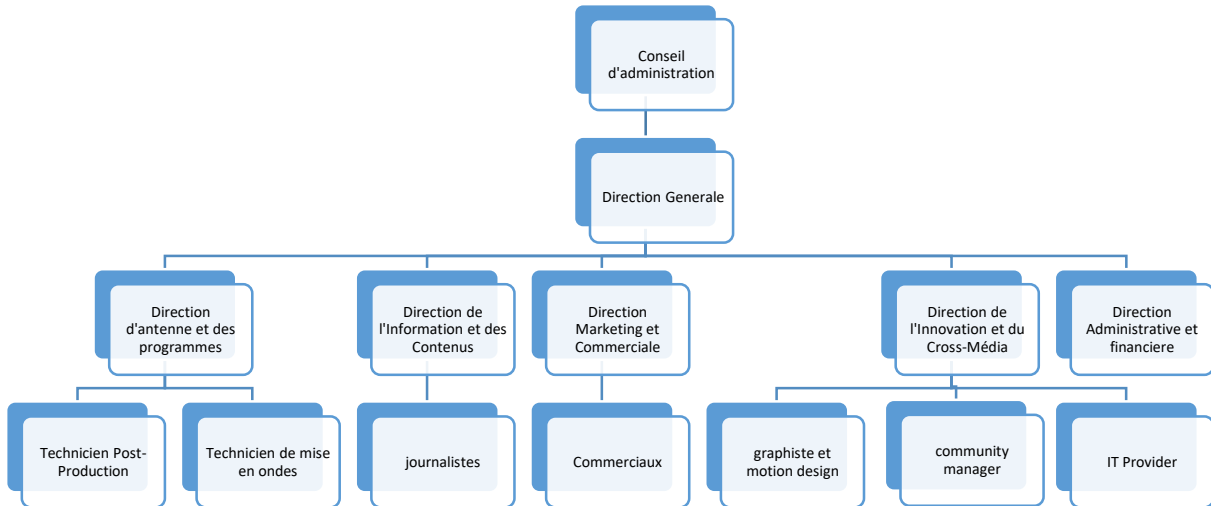 Conseil
d'administration
Direction Generale
Direction
d'antenne et des
programmes
Direction de
l'Information et des
Contenus
Direction
Marketing et
Commerciale
Direction de
l'Innovation et du
Cross-Média
Direction
Administrative et
financiere
Technicien Post-
Production
Technicien de mise
en ondes
journalistes
Commerciaux
graphiste et
motion design
community
manager
IT Provider